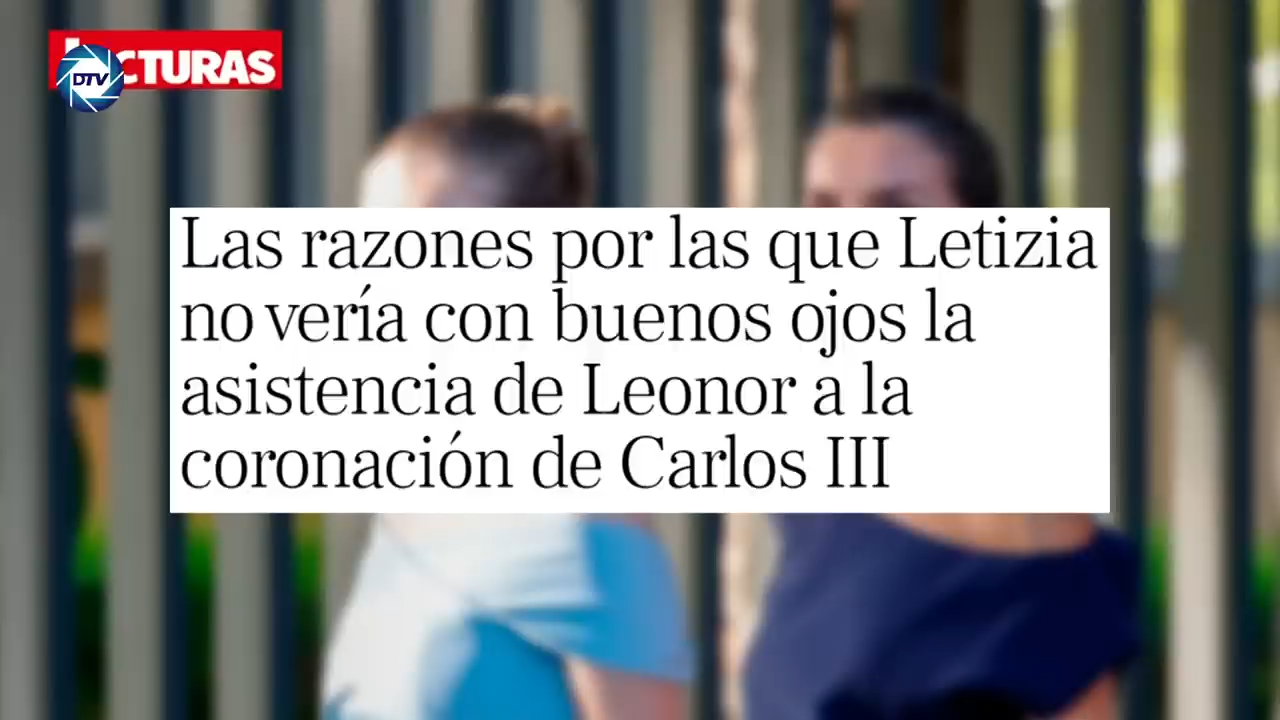 CTURAS
DTV
Las razones por las que Letizia
no vería con buenos ojos la
asistencia de Leonor a la
coronación de Carlos III